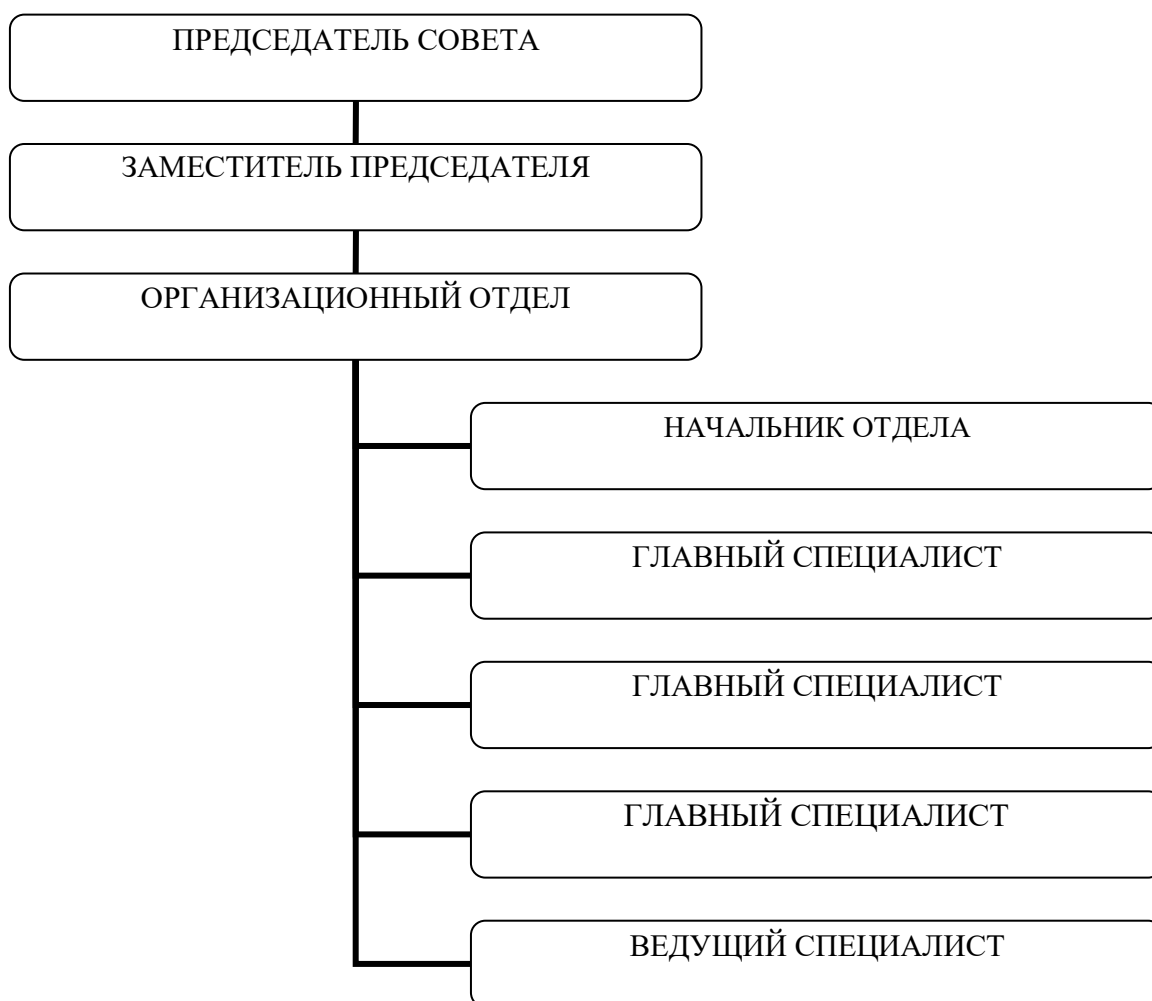 ПРЕДСЕДАТЕЛЬ СОВЕТА
ЗАМЕСТИТЕЛЬ ПРЕДСЕДАТЕЛЯ
ОРГАНИЗАЦИОННЫЙ ОТДЕЛ
НАЧАЛЬНИК ОТДЕЛА
ГЛАВНЫЙ СПЕЦИАЛИСТ
ГЛАВНЫЙ СПЕЦИАЛИСТ
ГЛАВНЫЙ СПЕЦИАЛИСТ
ВЕДУЩИЙ СПЕЦИАЛИСТ